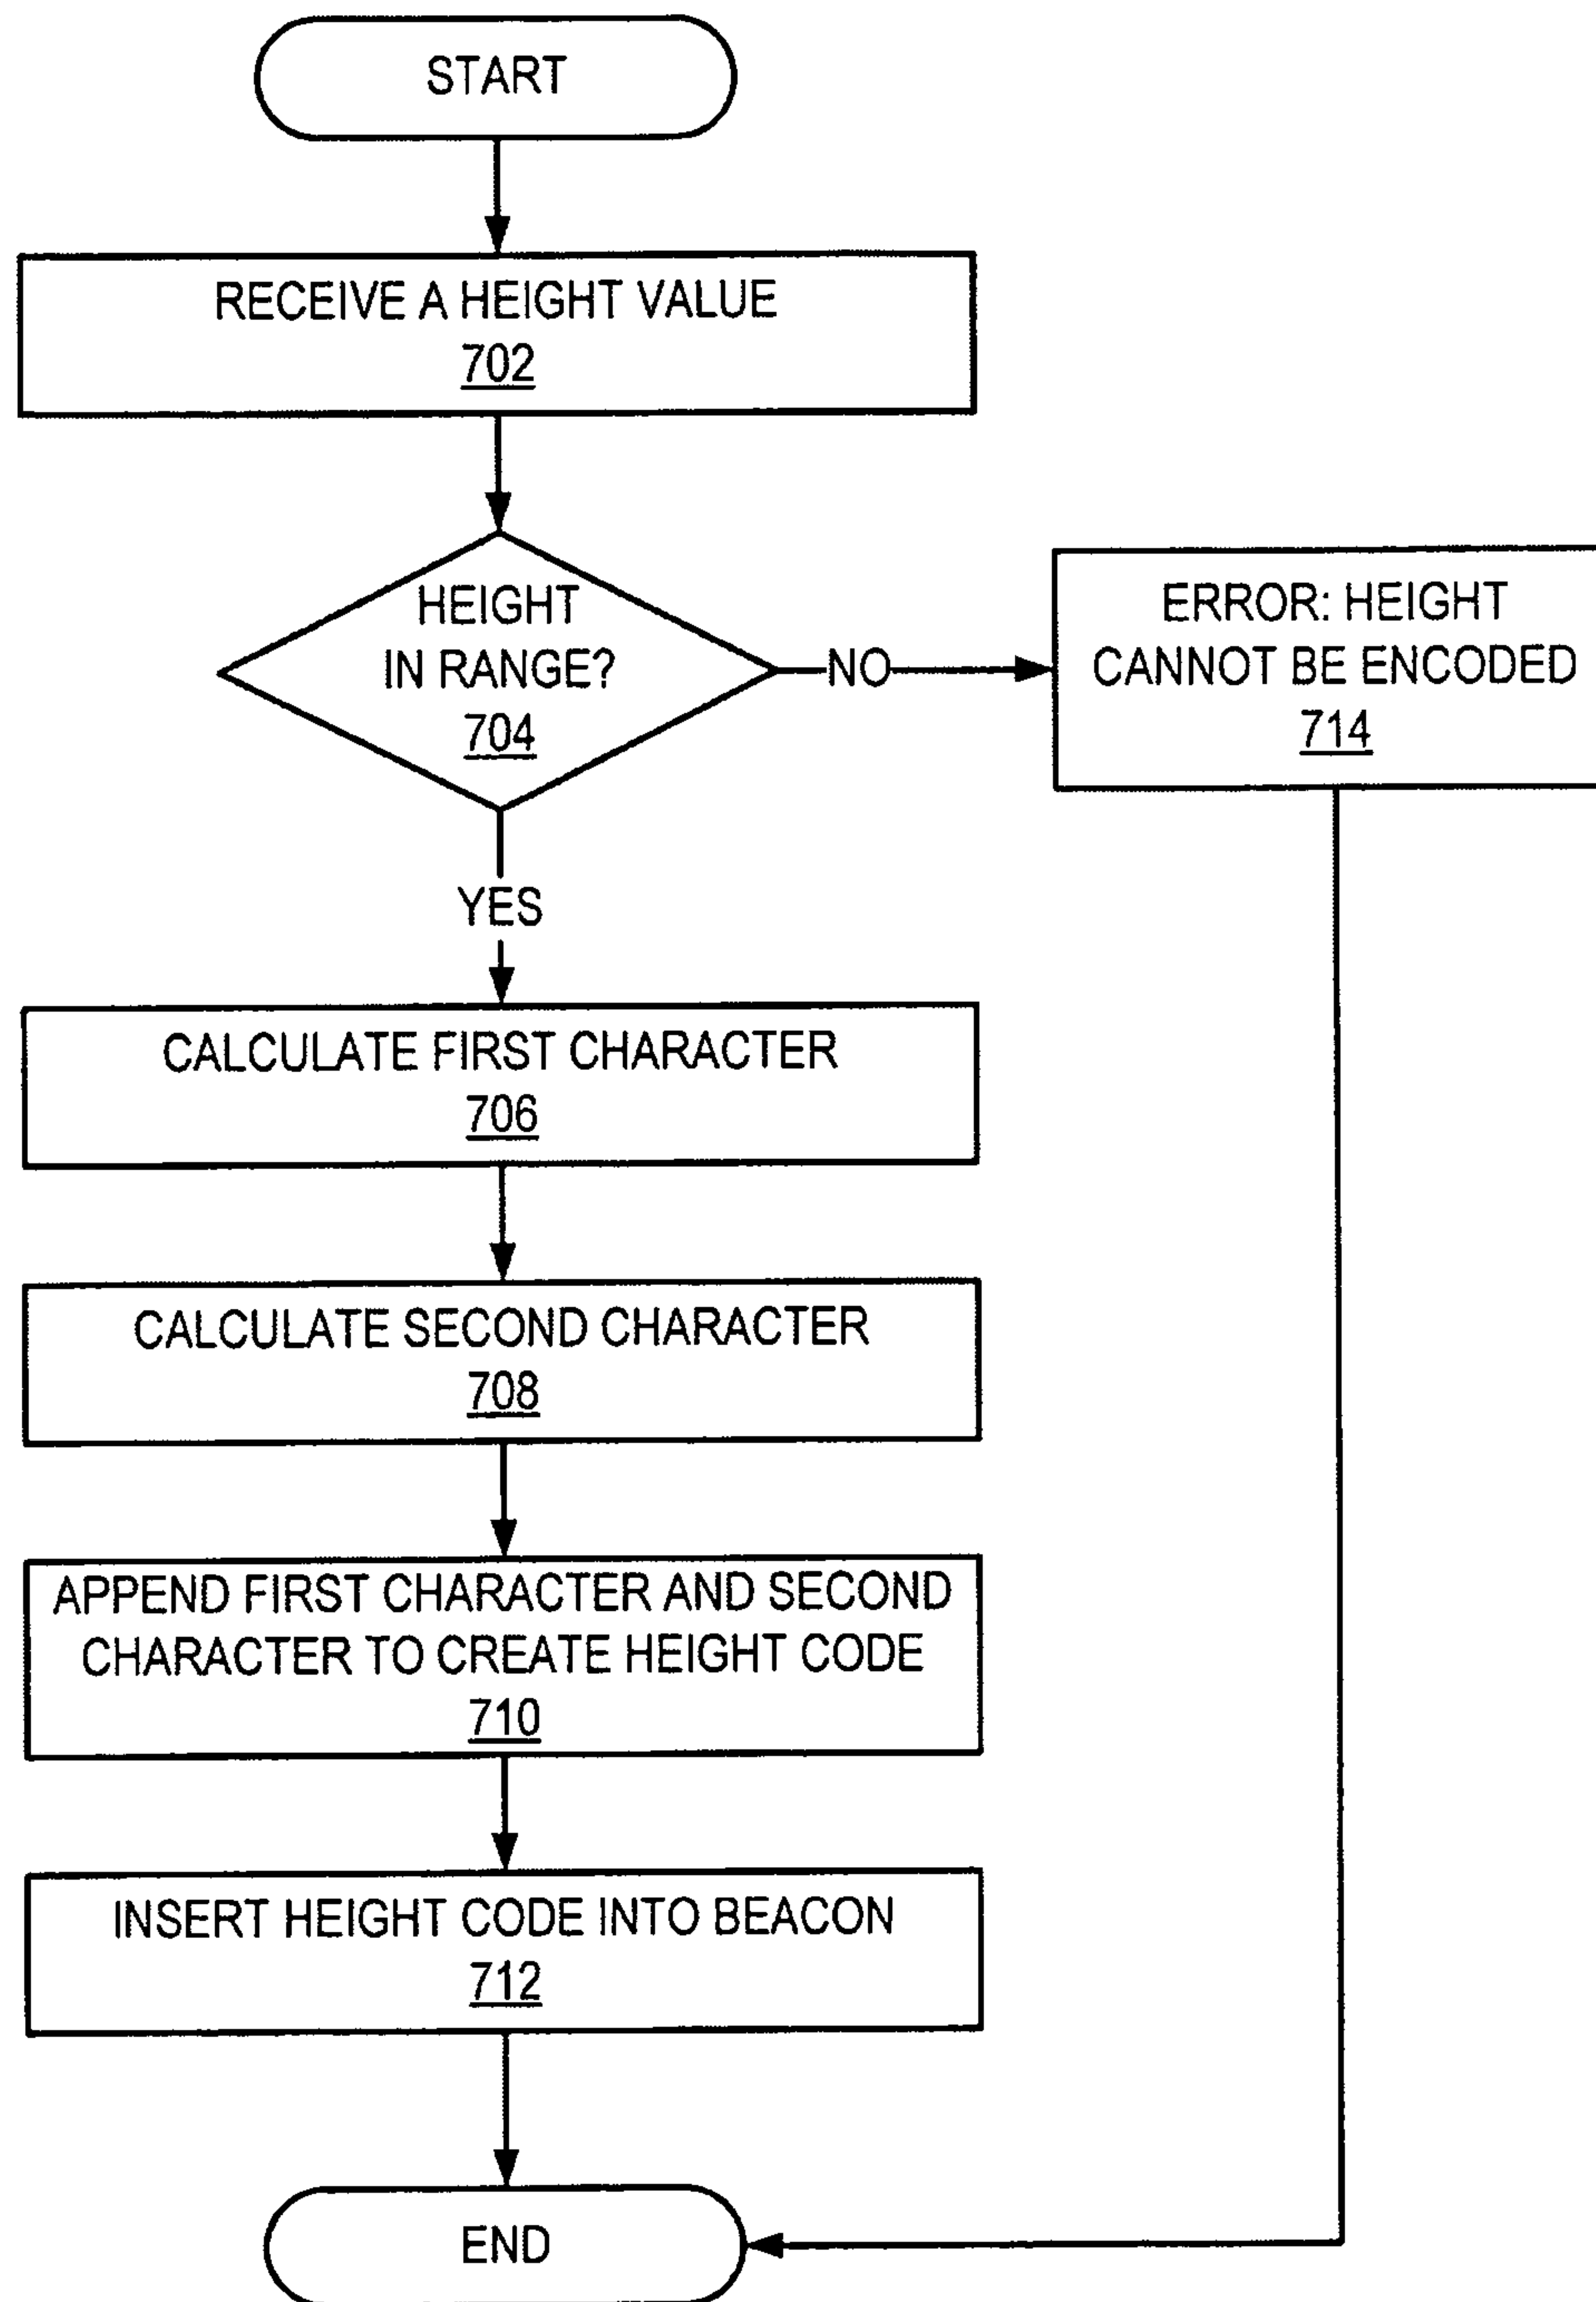 START
RECEIVE A HEIGHT VALUE
702
HEIGHT
IN RANGE?
704
NO
ERROR: HEIGHT
CANNOT BE ENCODED
714
YES
CALCULATE FIRST CHARACTER
706
CALCULATE SECOND CHARACTER
708
APPEND FIRST CHARACTER AND SECOND
CHARACTER TO CREATE HEIGHT CODE
710
INSERT HEIGHT CODE INTO BEACON
712
END